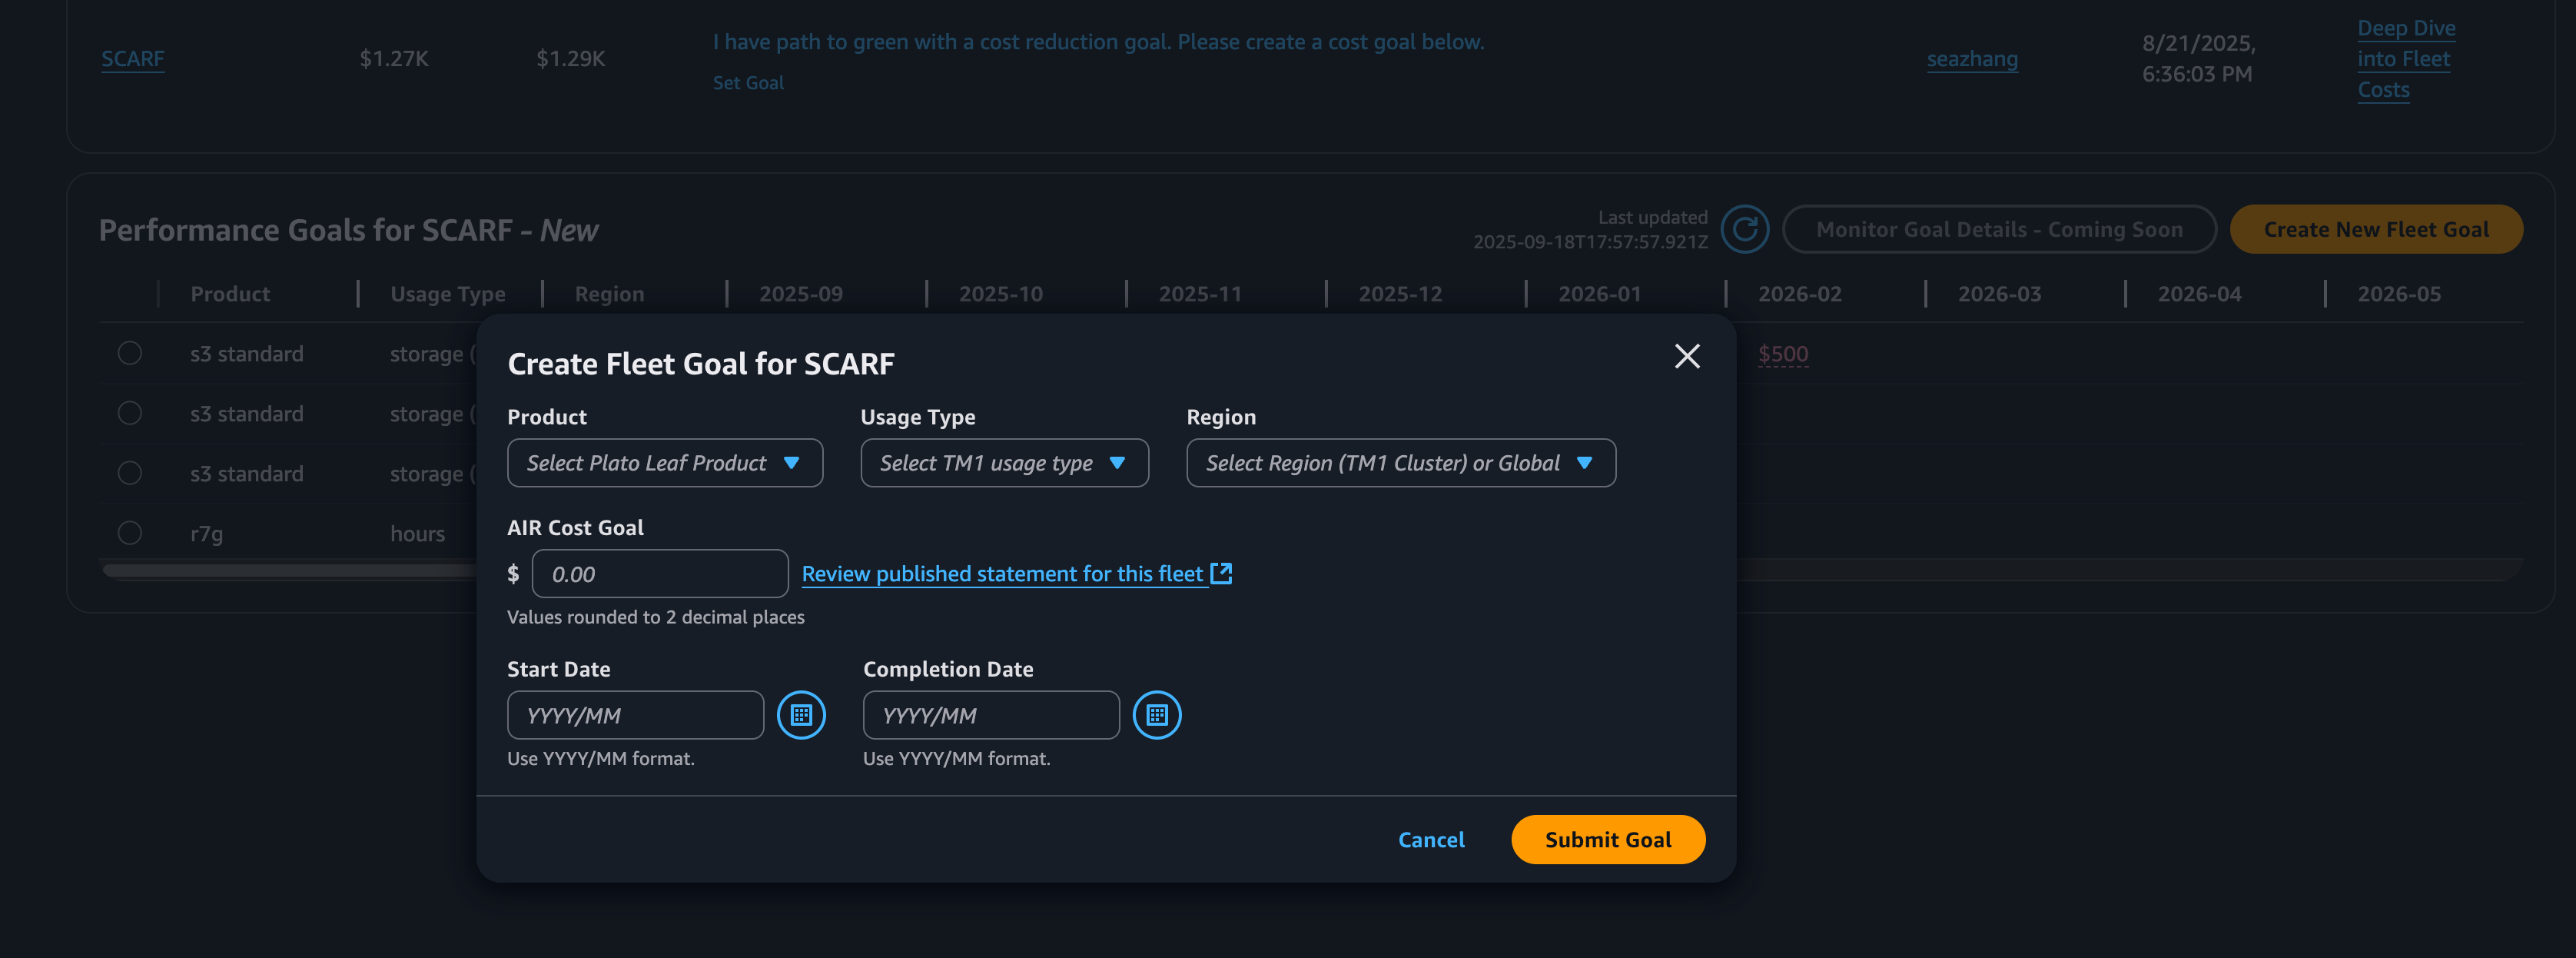 SCARF $1.27K $1.29K I have path to green with a cost reduction goal. Please create a cost goal below.
Set Goal
seazhang
8/21/2025,
6:36:03 PM
Deep Dive
into Fleet
Costs
Performance Goals for SCARF - New
Last updated
2025-09-18T17:57:57.921Z
Monitor Goal Details - Coming Soon
Create New Fleet Goal
Product Usage Type Region 2025-09 2025-10 2025-11 2025-12 2026-01 2026-02 2026-03 2026-04 2026-05
s3 standard storage ( $500
s3 standard storage (
s3 standard storage (
r7g hours
Create Fleet Goal for SCARF
Product Usage Type Region
Select Plato Leaf Product Select TM1 usage type Select Region (TM1 Cluster) or Global
AIR Cost Goal
$ 0.00 Review published statement for this fleet
Values rounded to 2 decimal places
Start Date Completion Date
YYYY/MM YYYY/MM
Use YYYY/MM format. Use YYYY/MM format.
Cancel Submit Goal